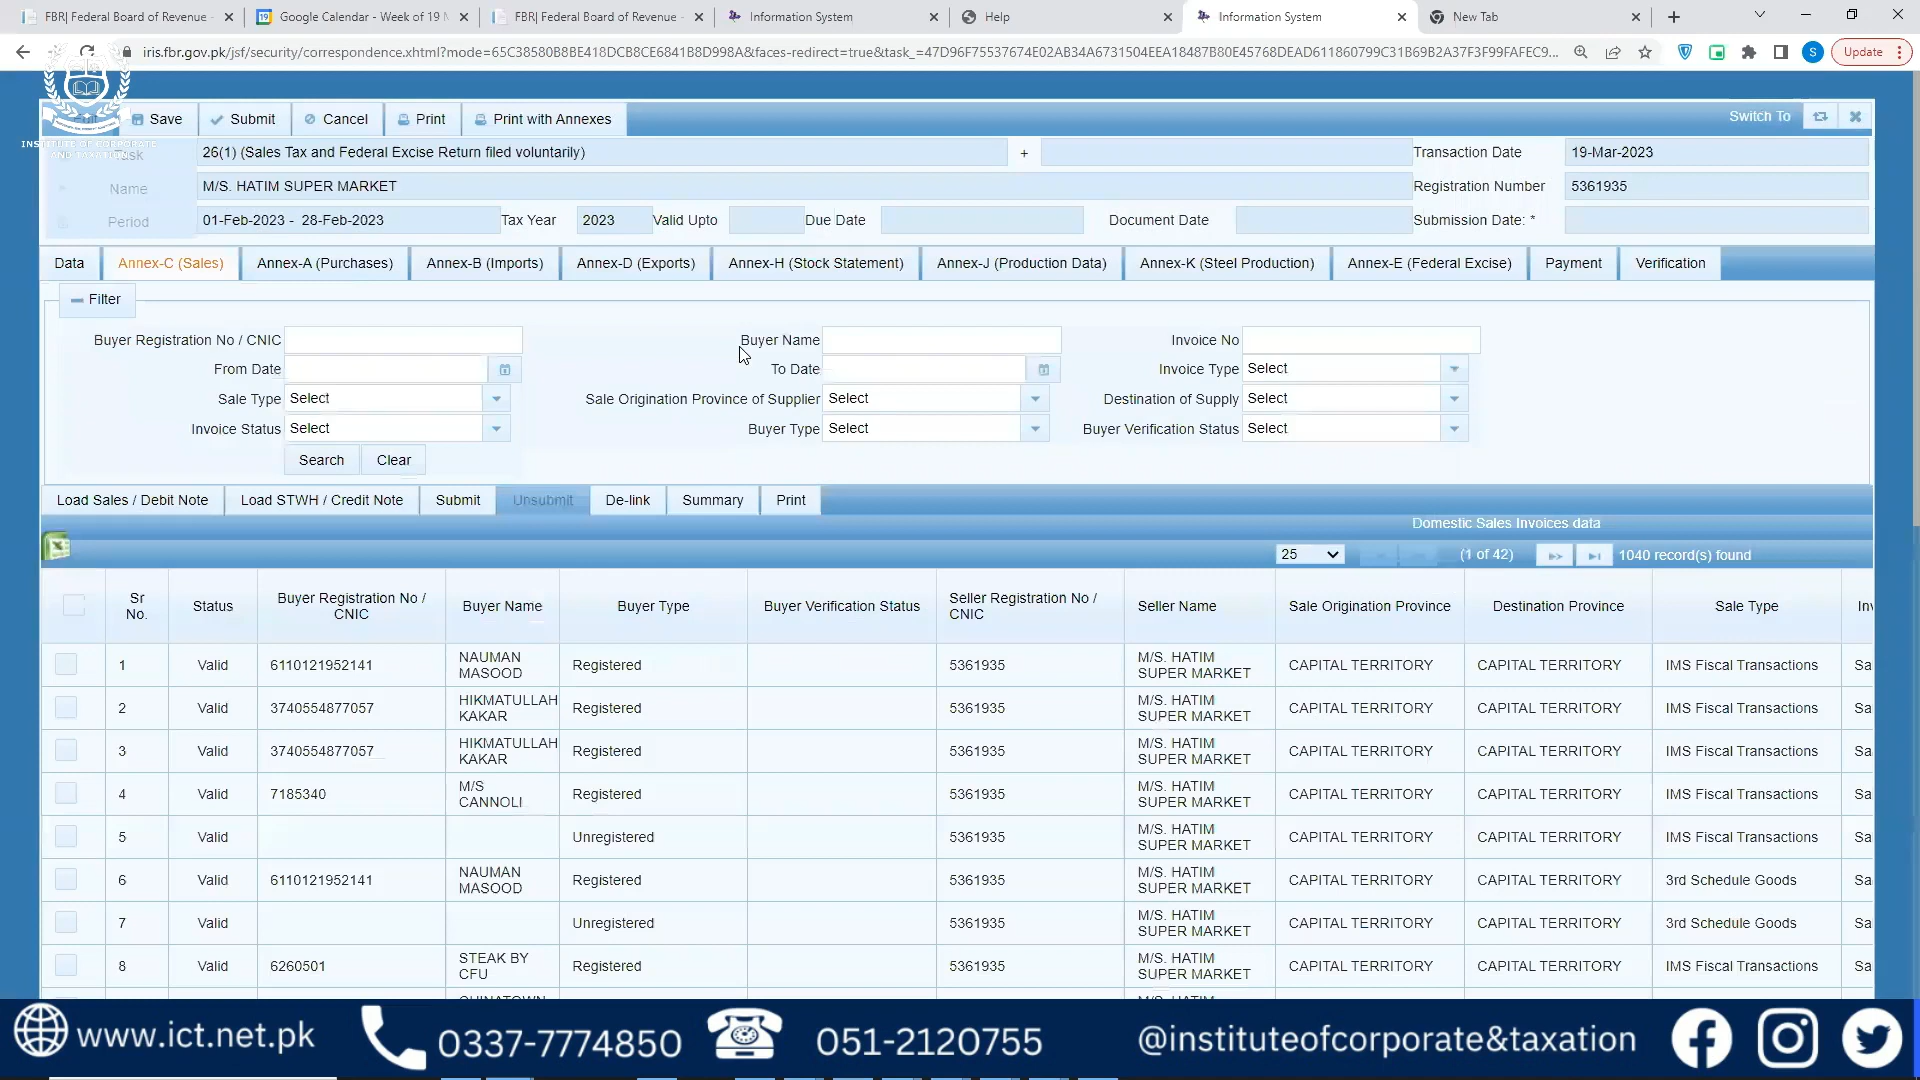 FBR| Federal Board of Revenue -
Google Calendar - Week of 19 M
FBR| Federal Board of Revenue -
Information System
Help
Information System
New Tab
iris.fbr.gov.pk/jsf/security/correspondence.xhtml?mode=65C38580B8BE418DCB8CE6841B8D998A&faces-redirect=true&task_=47D96F75537674E02AB34A6731504EEA18487B80E45768DEAD611860799C31B69B2A37F3F99FAFEC9...
S
Update
Save
Submit
Cancel
Print
Print with Annexes
Switch To
INSTITUTE OF CORPORATE
AND TAXATION
Task
26(1) (Sales Tax and Federal Excise Return filed voluntarily)
+
Transaction Date
19-Mar-2023
Name
M/S. HATIM SUPER MARKET
Registration Number
5361935
Period
01-Feb-2023 - 28-Feb-2023
Tax Year
2023
Valid Upto
Due Date
Document Date
Submission Date: *
Data
Annex-C (Sales)
Annex-A (Purchases)
Annex-B (Imports)
Annex-D (Exports)
Annex-H (Stock Statement)
Annex-J (Production Data)
Annex-K (Steel Production)
Annex-E (Federal Excise)
Payment
Verification
Filter
Buyer Registration No / CNIC
Buyer Name
Invoice No
From Date
To Date
Invoice Type
Select
Sale Type
Select
Sale Origination Province of Supplier
Select
Destination of Supply
Select
Invoice Status
Select
Buyer Type
Select
Buyer Verification Status
Select
Search
Clear
Load Sales / Debit Note
Load STWH / Credit Note
Submit
Unsubmit
De-link
Summary
Print
Domestic Sales Invoices data
25
(1 of 42)
1040 record(s) found
Sr No.
Status
Buyer Registration No / CNIC
Buyer Name
Buyer Type
Buyer Verification Status
Seller Registration No / CNIC
Seller Name
Sale Origination Province
Destination Province
Sale Type
Inv
1 Valid 6110121952141 NAUMAN MASOOD Registered 5361935 M/S. HATIM SUPER MARKET CAPITAL TERRITORY CAPITAL TERRITORY IMS Fiscal Transactions Sa
2 Valid 3740554877057 HIKMATULLAH KAKAR Registered 5361935 M/S. HATIM SUPER MARKET CAPITAL TERRITORY CAPITAL TERRITORY IMS Fiscal Transactions Sa
3 Valid 3740554877057 HIKMATULLAH KAKAR Registered 5361935 M/S. HATIM SUPER MARKET CAPITAL TERRITORY CAPITAL TERRITORY IMS Fiscal Transactions Sa
4 Valid 7185340 M/S CANNOLI Registered 5361935 M/S. HATIM SUPER MARKET CAPITAL TERRITORY CAPITAL TERRITORY IMS Fiscal Transactions Sa
5 Valid Unregistered 5361935 M/S. HATIM SUPER MARKET CAPITAL TERRITORY CAPITAL TERRITORY IMS Fiscal Transactions Sa
6 Valid 6110121952141 NAUMAN MASOOD Registered 5361935 M/S. HATIM SUPER MARKET CAPITAL TERRITORY CAPITAL TERRITORY 3rd Schedule Goods Sa
7 Valid Unregistered 5361935 M/S. HATIM SUPER MARKET CAPITAL TERRITORY CAPITAL TERRITORY 3rd Schedule Goods Sa
8 Valid 6260501 STEAK BY CFU Registered 5361935 M/S. HATIM SUPER MARKET CAPITAL TERRITORY CAPITAL TERRITORY IMS Fiscal Transactions Sa
www.ict.net.pk
0337-7774850
051-2120755
@instituteofcorporate&taxation